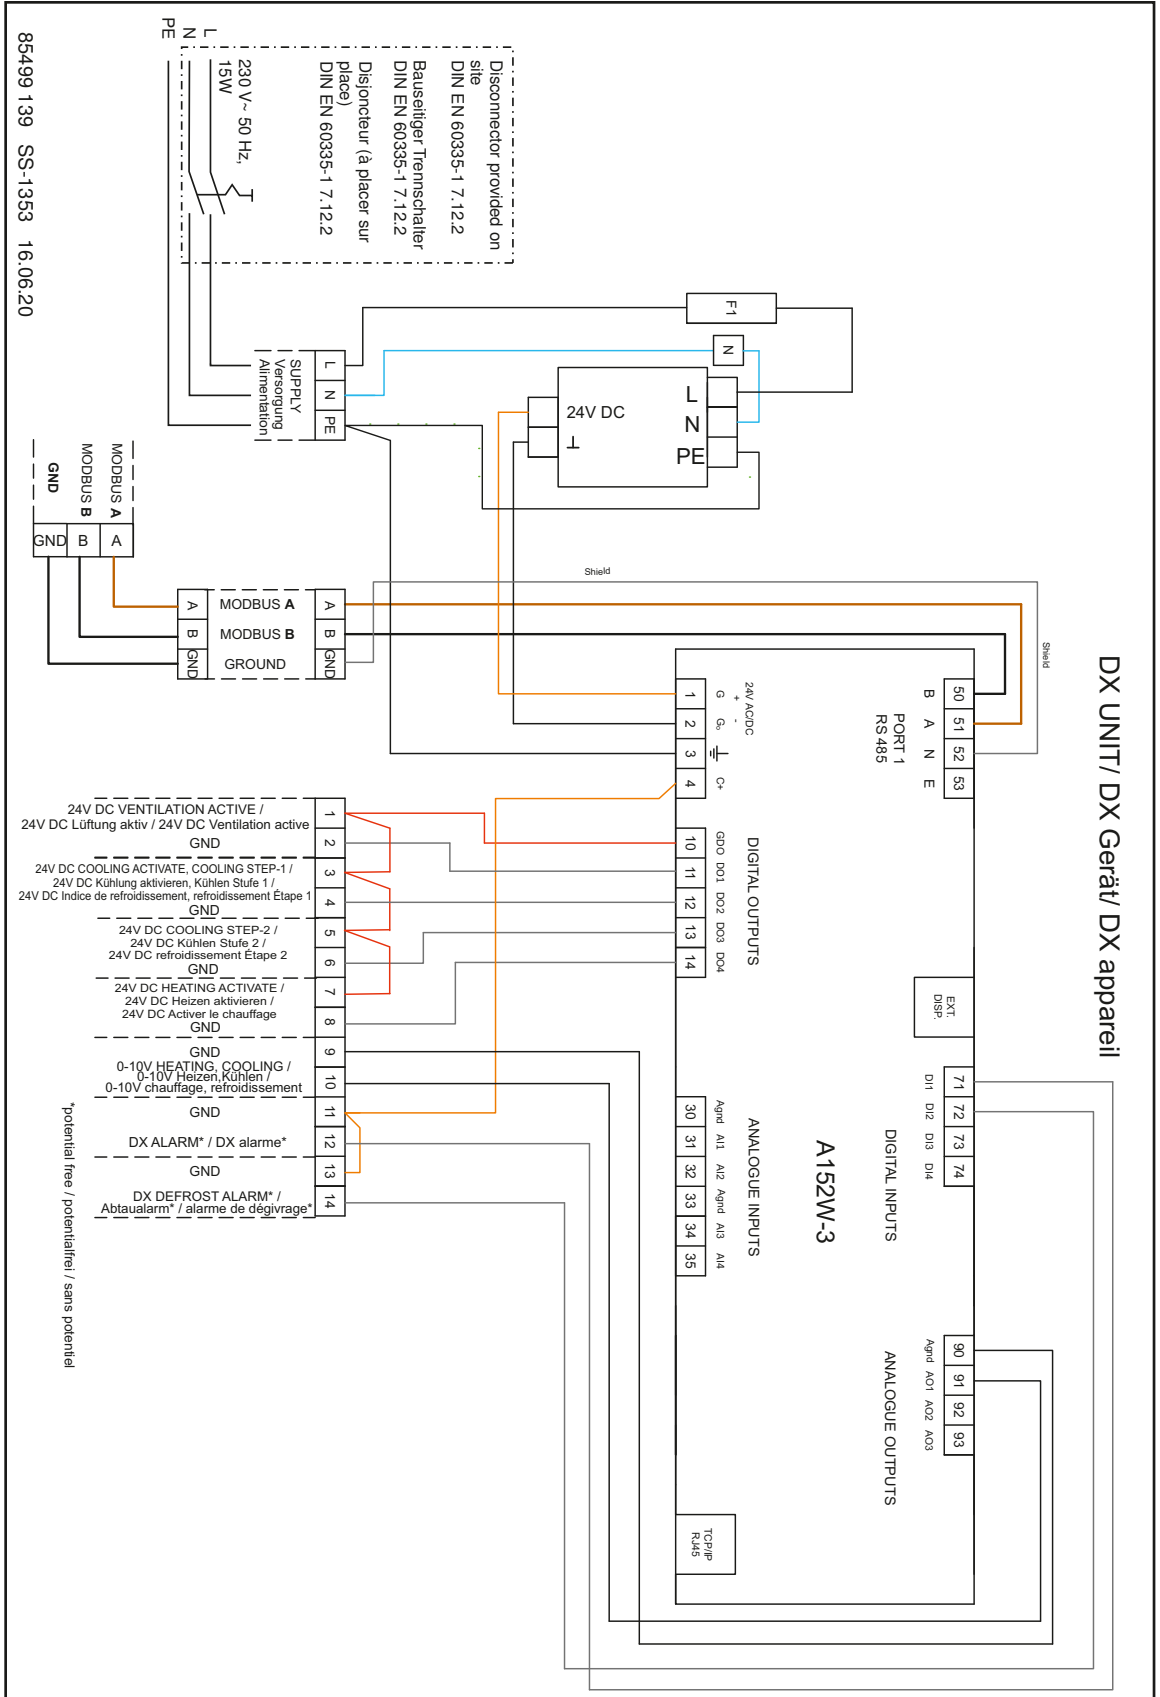 DX UNIT/ DX Gerät/ DX appareil
L
N
PE
230 V~ 50 Hz,
15W
Disconnector provided on
site
DIN EN 60335-1 7.12.2
Bauseitiger Trennschalter
DIN EN 60335-1 7.12.2
Disjoncteur (à placer sur
place)
DIN EN 60335-1 7.12.2
85499 139 SS-1353 16.06.20
F1
N
L
N
PE
24V DC
⊥
L
N
PE
SUPPLY
Versorgung
Alimentation
MODBUS A
MODBUS B
GND
GND
B
A
A
B
GND
MODBUS A
MODBUS B
GROUND
A
B
GND
Shield
Shield
50
51
52
53
B
A
N
E
PORT 1
RS 485
24V AC/DC
+
-
G
G0
C+
1
2
3
4
DIGITAL OUTPUTS
GDO
DO1
DO2
DO3
DO4
10
11
12
13
14
EXT.
DISP.
71
72
73
74
DI1
DI2
DI3
DI4
DIGITAL INPUTS
A152W-3
ANALOGUE INPUTS
Agnd
AI1
AI2
Agnd
AI3
AI4
30
31
32
33
34
35
90
91
92
93
Agnd
AO1
AO2
AO3
ANALOGUE OUTPUTS
TCP/IP
RJ45
24V DC VENTILATION ACTIVE /
24V DC Lüftung aktiv / 24V DC Ventilation active
1
GND
2
24V DC COOLING ACTIVATE, COOLING STEP-1 /
24V DC Kühlung aktivieren, Kühlen Stufe 1 /
24V DC Indice de refroidissement, refroidissement Étape 1
3
GND
4
24V DC COOLING STEP-2 /
24V DC Kühlen Stufe 2 /
24V DC refroidissement Étape 2
5
GND
6
24V DC HEATING ACTIVATE /
24V DC Heizen aktivieren /
24V DC Activer le chauffage
7
GND
8
GND
9
0-10V HEATING, COOLING /
0-10V Heizen,Kühlen /
0-10V chauffage, refroidissement
10
GND
11
DX ALARM* / DX alarme*
12
GND
13
DX DEFROST ALARM* /
Abtaualarm* / alarme de dégivrage*
14
*potential free / potentialfrei / sans potentiel